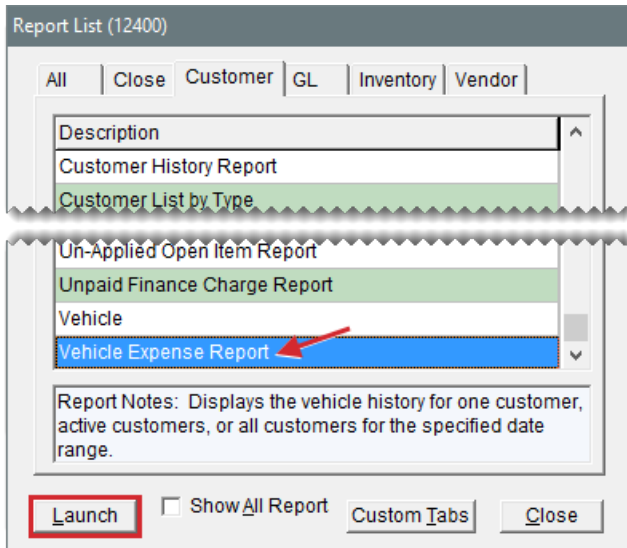 Report List (12400)
All Close Customer GL Inventory Vendor
Description
Customer History Report
Customer List by Type
Un-Applied Open Item Report
Unpaid Finance Charge Report
Vehicle
Vehicle Expense Report
Report Notes: Displays the vehicle history for one customer,
active customers, or all customers for the specified date
range.
Launch Show All Report Custom Tabs Close